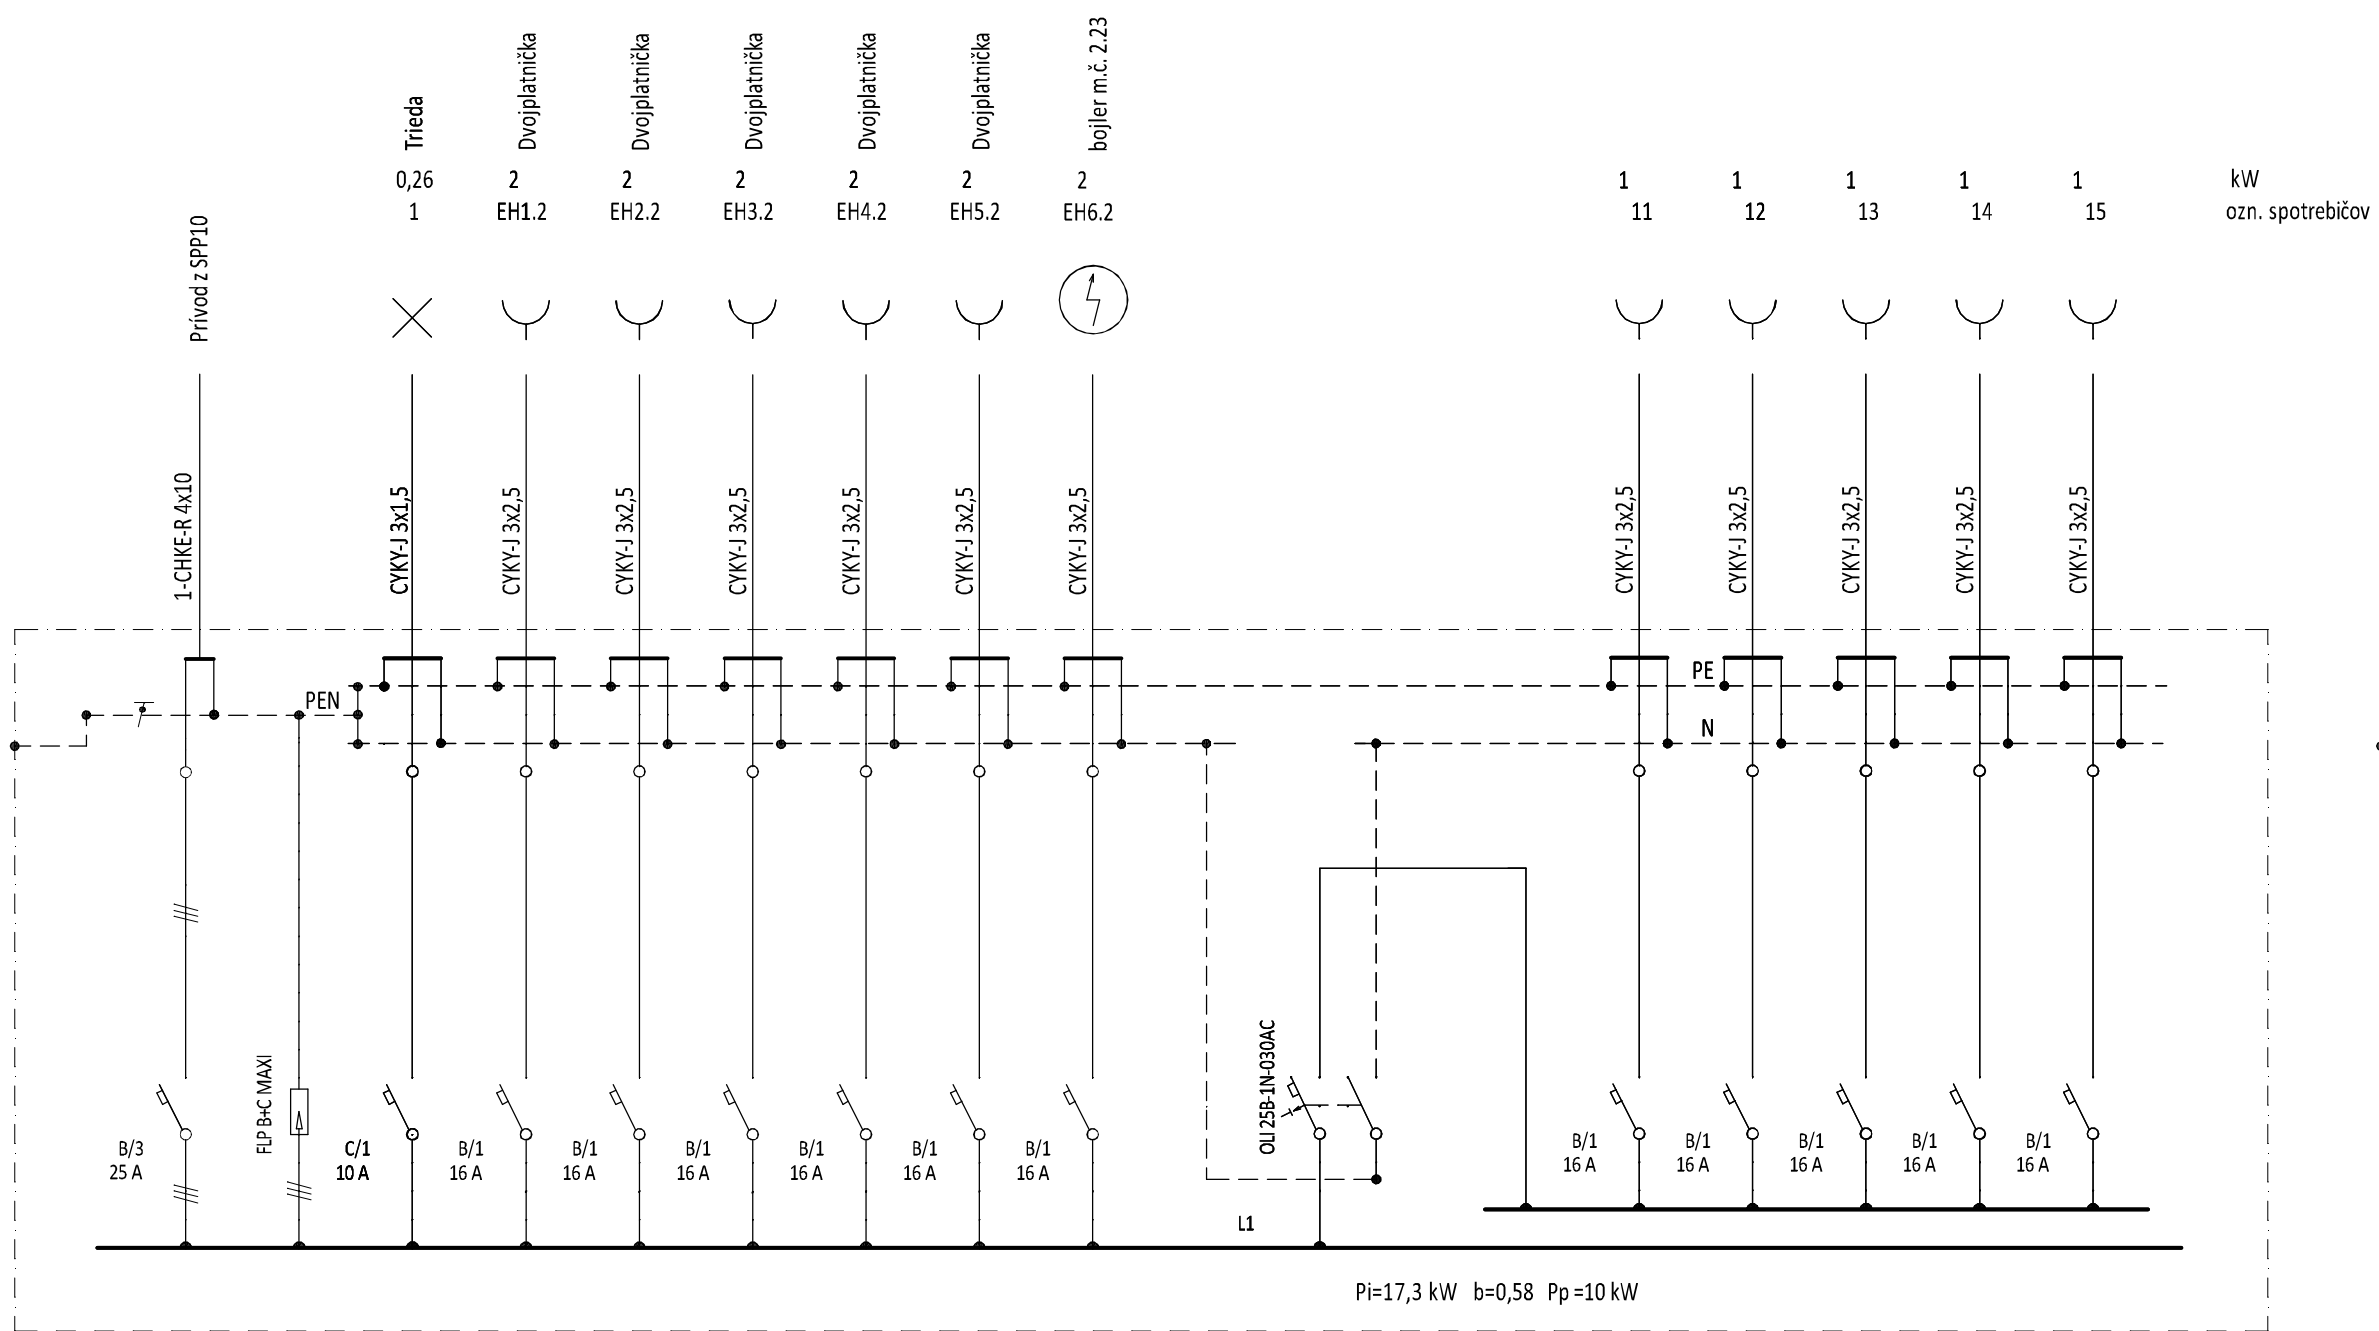 Trieda
Dvojplatnička
Dvojplatnička
Dvojplatnička
Dvojplatnička
Dvojplatnička
bojler m.č. 2.23
0,26 2 2 2 2 2 2 1 1 1 1 1 kW
1 EH1.2 EH2.2 EH3.2 EH4.2 EH5.2 EH6.2 11 12 13 14 15 ozn. spotrebičov
Prívod z SPP10
1-CHKE-R 4x10
CYKY-J 3x1,5
CYKY-J 3x2,5
CYKY-J 3x2,5
CYKY-J 3x2,5
CYKY-J 3x2,5
CYKY-J 3x2,5
CYKY-J 3x2,5
CYKY-J 3x2,5
CYKY-J 3x2,5
CYKY-J 3x2,5
CYKY-J 3x2,5
CYKY-J 3x2,5
PE
PEN
N
FLP B+C MAXI
OLI 25B-1N-030AC
B/3 C/1 B/1 B/1 B/1 B/1 B/1 B/1 B/1 B/1 B/1 B/1 B/1
25 A 10 A 16 A 16 A 16 A 16 A 16 A 16 A 16 A 16 A 16 A 16 A 16 A
L1
Pi=17,3 kW b=0,58 Pp =10 kW